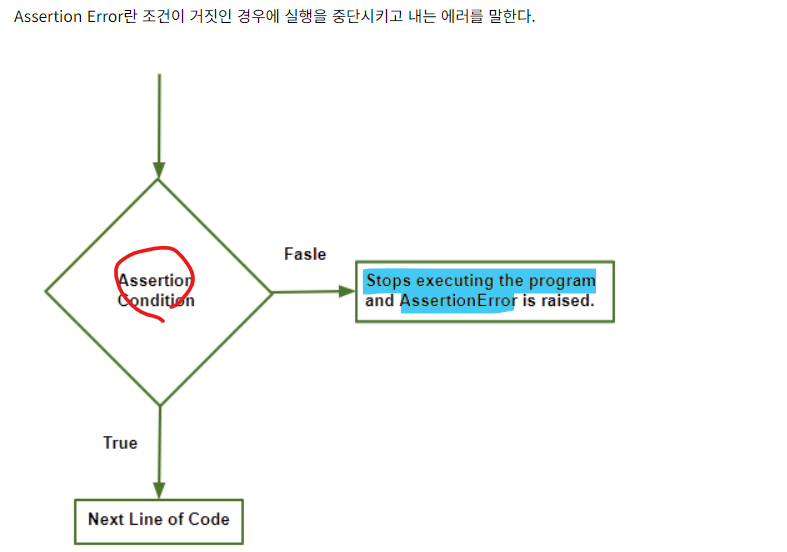 Assertion Error란 조건이 거짓인 경우에 실행을 중단시키고 내는 에러를 말한다.
Fasle
Assertion
Condition
Stops executing the program
and AssertionError is raised.
True
Next Line of Code